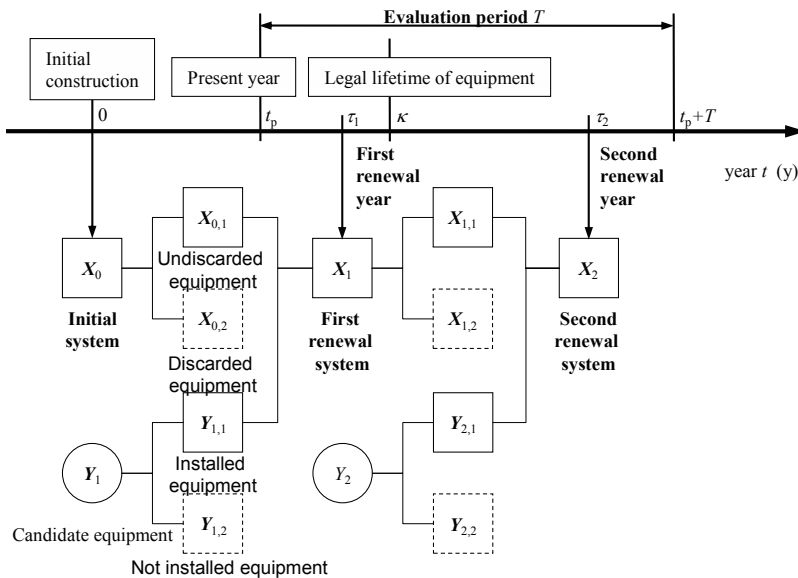 Evaluation period T
Initial
construction
Present year
Legal lifetime of equipment
0
tp
τ1
κ
τ2
tp+T
First
renewal
year
Second
renewal
year
year t (y)
X0
X0,1
Undiscarded
equipment
X0,2
Discarded
equipment
X1
X1,1
X1,2
X2
Initial
system
First
renewal
system
Second
renewal
system
Y1
Y1,1
Installed
equipment
Y1,2
Candidate equipment
Not installed equipment
Y2
Y2,1
Y2,2